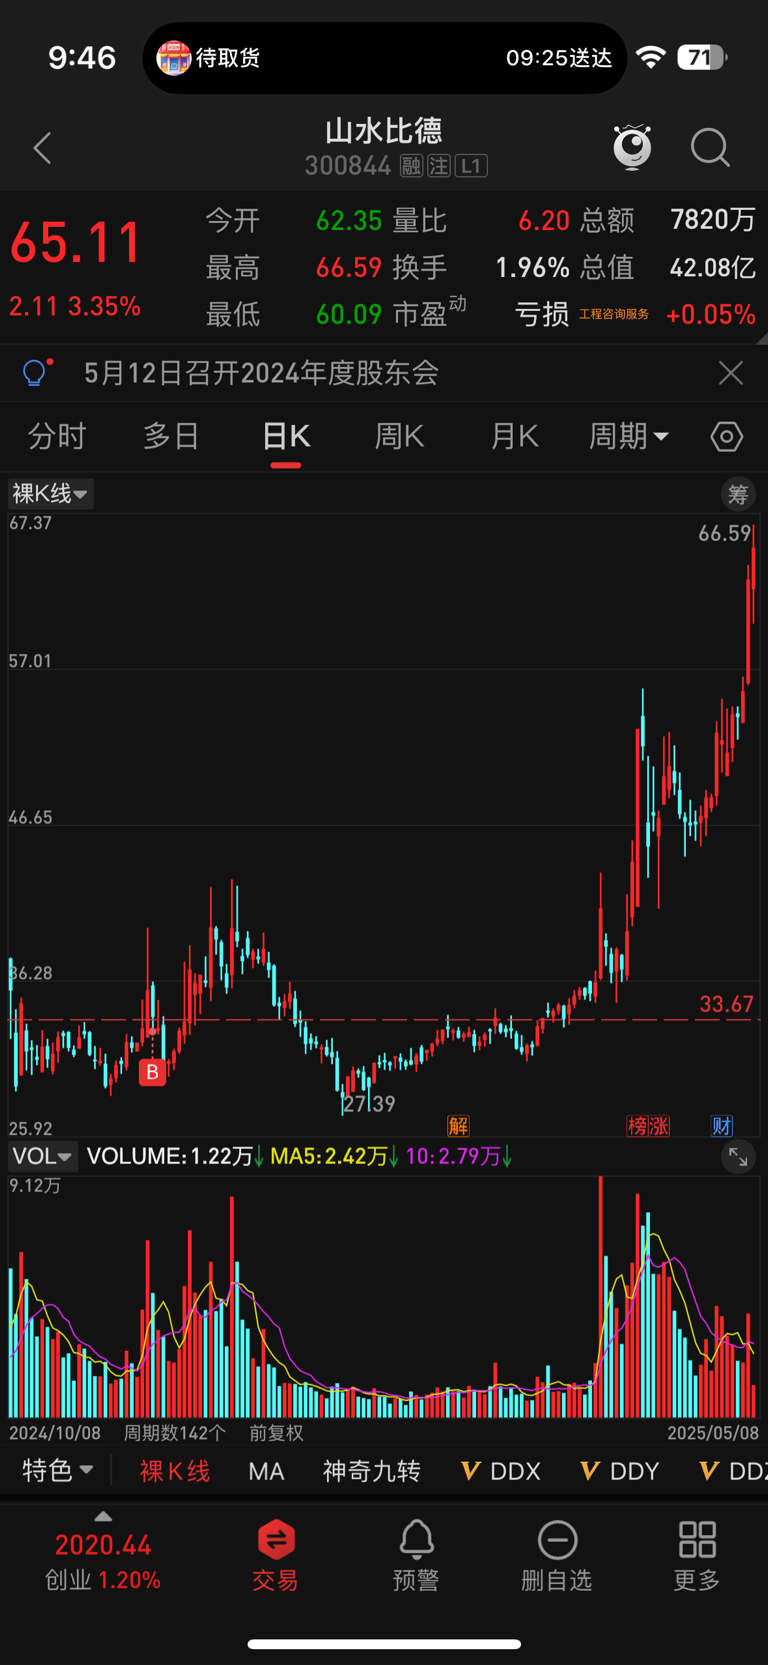 9:46 待取货 09:25送达 71
山水比德
300844 融 注 L1
65.11
2.11 3.35%
今开 62.35 量比 6.20 总额 7820万
最高 66.59 换手 1.96% 总值 42.08亿
最低 60.09 市盈动 亏损 工程咨询服务 +0.05%
5月12日召开2024年度股东会
分时 多日 日K 周K 月K 周期
裸K线 筹
67.37
66.59
57.01
46.65
36.28
33.67
B
27.39
解 榜 涨 财
25.92
VOL VOLUME:1.22万↓ MA5:2.42万↓ 10:2.79万↓
9.12万
2024/10/08 周期数142个 前复权 2025/05/08
特色 裸K线 MA 神奇九转 V DDX V DDY V DDZ
2020.44
创业 1.20% 交易 预警 删自选 更多